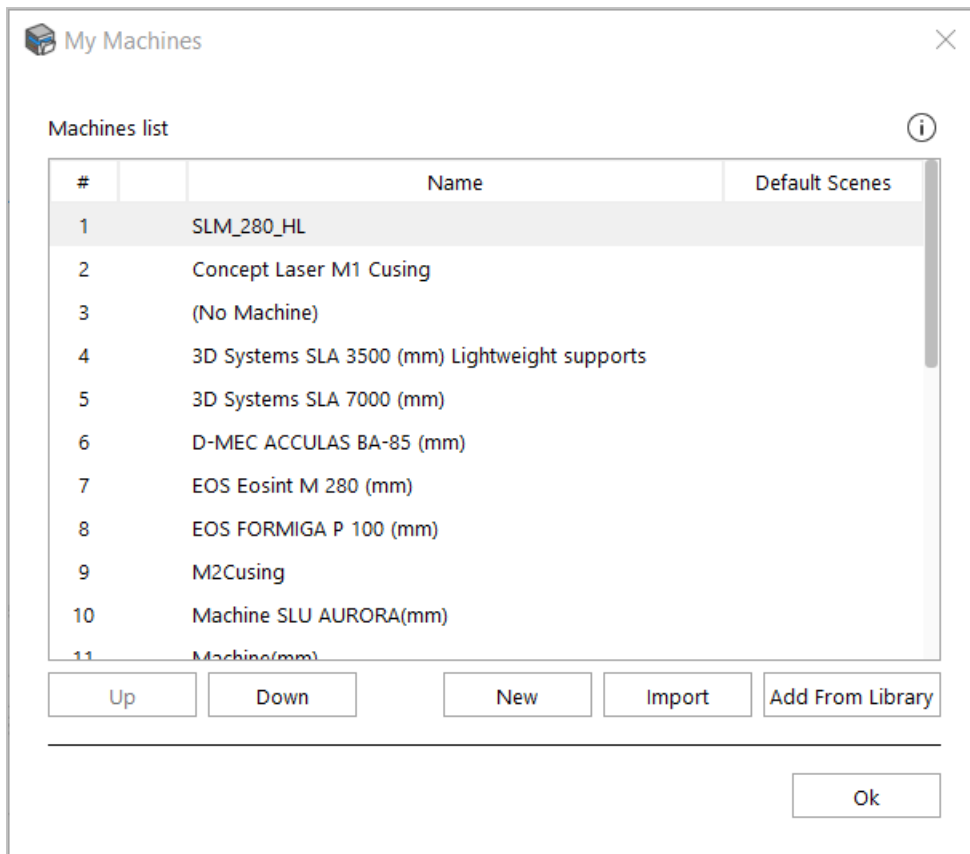 My Machines
Machines list
# Name Default Scenes
1 SLM_280_HL
2 Concept Laser M1 Cusing
3 (No Machine)
4 3D Systems SLA 3500 (mm) Lightweight supports
5 3D Systems SLA 7000 (mm)
6 D-MEC ACCULAS BA-85 (mm)
7 EOS Eosint M 280 (mm)
8 EOS FORMIGA P 100 (mm)
9 M2Cusing
10 Machine SLU AURORA(mm)
11 Machine(mm)
Up Down New Import Add From Library
Ok